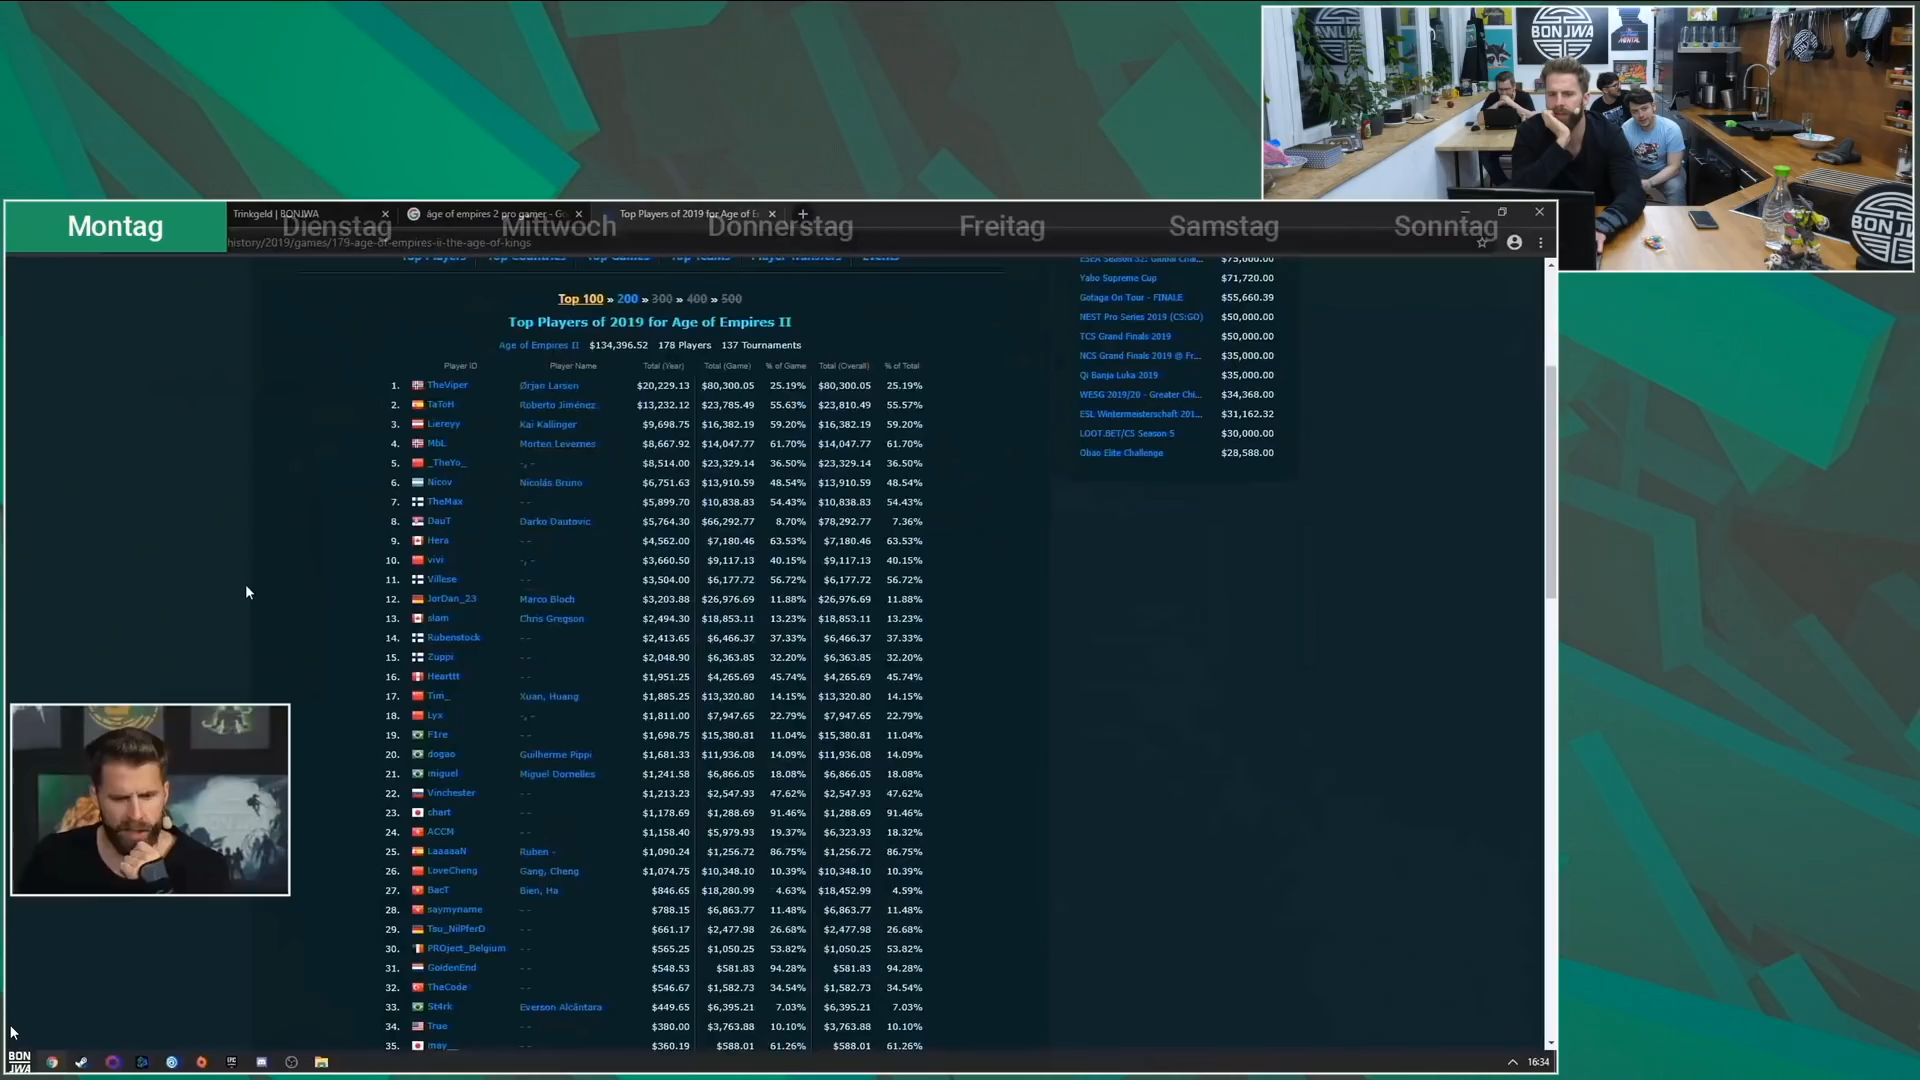 BONJWA
Montag
Dienstag
Mittwoch
Donnerstag
Freitag
Samstag
Sonntag
Trinkgeld | BONJWA
age of empires 2 pro gamer - Go
Top Players of 2019 for Age of E
history/2019/games/179-age-of-empires-ii-the-age-of-kings
Top Players Top Countries Top Games Top Teams Player Transfers Events
Top 100 » 200 » 300 » 400 » 500
Top Players of 2019 for Age of Empires II
Age of Empires II $134,396.52 178 Players 137 Tournaments
Player ID Player Name Total (Year) Total (Game) % of Game Total (Overall) % of Total
1. TheViper Ørjan Larsen $20,229.13 $80,300.05 25.19% $80,300.05 25.19%
2. TaToH Roberto Jiménez $13,232.12 $23,785.49 55.63% $23,810.49 55.57%
3. Liereyy Kai Kallinger $9,698.75 $16,382.19 59.20% $16,382.19 59.20%
4. MbL Morten Levernes $8,667.92 $14,047.77 61.70% $14,047.77 61.70%
5. _TheYo_ -, - $8,514.00 $23,329.14 36.50% $23,329.14 36.50%
6. Nicov Nicolás Bruno $6,751.63 $13,910.59 48.54% $13,910.59 48.54%
7. TheMax - - $5,899.70 $10,838.83 54.43% $10,838.83 54.43%
8. DauT Darko Dautovic $5,764.30 $66,292.77 8.70% $78,292.77 7.36%
9. Hera - - $4,562.00 $7,180.46 63.53% $7,180.46 63.53%
10. vivi -, - $3,660.50 $9,117.13 40.15% $9,117.13 40.15%
11. Villese - - $3,504.00 $6,177.72 56.72% $6,177.72 56.72%
12. JorDan_23 Marco Bloch $3,203.88 $26,976.69 11.88% $26,976.69 11.88%
13. slam Chris Gregson $2,494.30 $18,853.11 13.23% $18,853.11 13.23%
14. Rubenstock - - $2,413.65 $6,466.37 37.33% $6,466.37 37.33%
15. Zuppi - - $2,048.90 $6,363.85 32.20% $6,363.85 32.20%
16. Hearttt - - $1,951.25 $4,265.69 45.74% $4,265.69 45.74%
17. Tim_ Xuan, Huang $1,885.25 $13,320.80 14.15% $13,320.80 14.15%
18. Lyx -, - $1,811.00 $7,947.65 22.79% $7,947.65 22.79%
19. F1re - - $1,698.75 $15,380.81 11.04% $15,380.81 11.04%
20. dogao Guilherme Pippi $1,681.33 $11,936.08 14.09% $11,936.08 14.09%
21. miguel Miguel Dornelles $1,241.58 $6,866.05 18.08% $6,866.05 18.08%
22. Vinchester - - $1,213.23 $2,547.93 47.62% $2,547.93 47.62%
23. chart - - $1,178.69 $1,288.69 91.46% $1,288.69 91.46%
24. ACCM - - $1,158.40 $5,979.93 19.37% $6,323.93 18.32%
25. LaaaaaN Ruben - $1,090.24 $1,256.72 86.75% $1,256.72 86.75%
26. LoveCheng Gang, Cheng $1,074.75 $10,348.10 10.39% $10,348.10 10.39%
27. BacT Bien, Ha $846.65 $18,280.99 4.63% $18,452.99 4.59%
28. saymyname - - $788.15 $6,863.77 11.48% $6,863.77 11.48%
29. Tsu_NilPferD - - $661.17 $2,477.98 26.68% $2,477.98 26.68%
30. PROject_Belgium - - $565.25 $1,050.25 53.82% $1,050.25 53.82%
31. GoldenEnd - - $548.53 $581.83 94.28% $581.83 94.28%
32. TheCode - - $546.67 $1,582.73 34.54% $1,582.73 34.54%
33. St4rk Everson Alcântara $449.65 $6,395.21 7.03% $6,395.21 7.03%
34. True - - $380.00 $3,763.88 10.10% $3,763.88 10.10%
35. may__ - - $360.19 $588.01 61.26% $588.01 61.26%
ESEA Season 32: Global Cha... $75,000.00
Yabo Supreme Cup $71,720.00
Gotaga On Tour - FINALE $55,660.39
NEST Pro Series 2019 (CS:GO) $50,000.00
TCS Grand Finals 2019 $50,000.00
NCS Grand Finals 2019 @ Fr... $35,000.00
Qi Banja Luka 2019 $35,000.00
WESG 2019/20 - Greater Chi... $34,368.00
ESL Wintermeisterschaft 201... $31,162.32
LOOT.BET/CS Season 5 $30,000.00
Obao Elite Challenge $28,588.00
BON
JWA
16:34